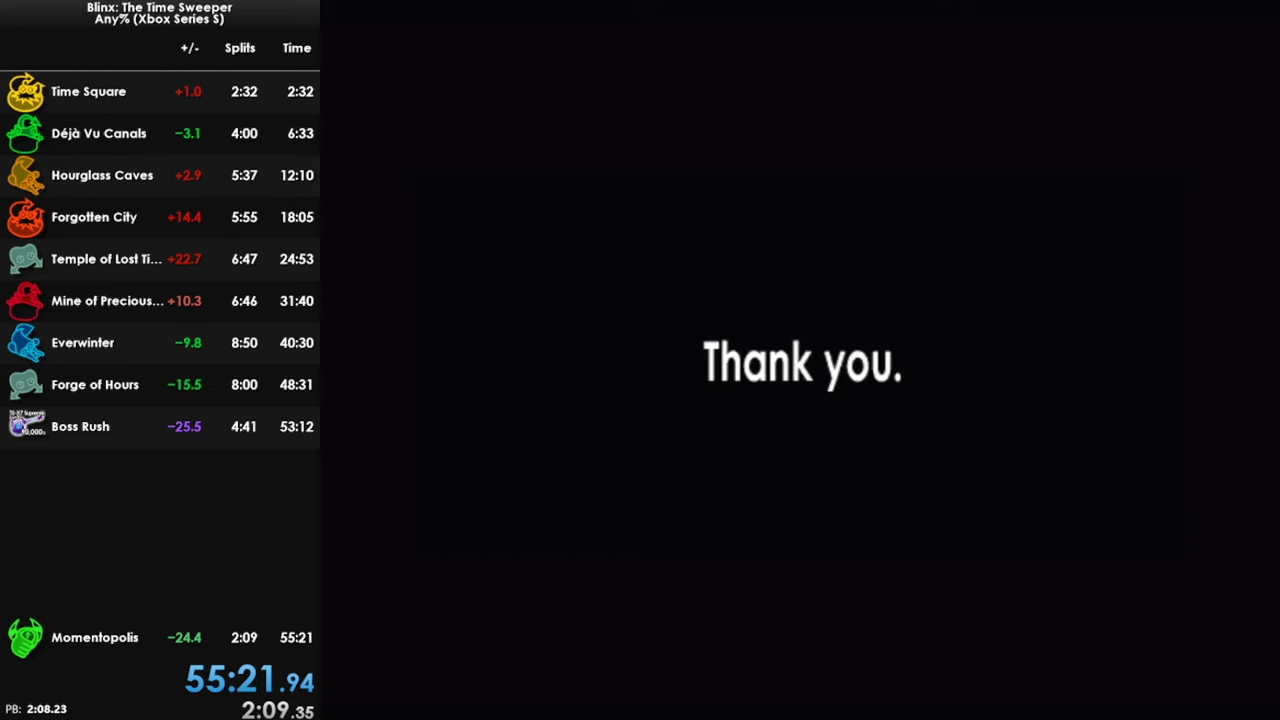 Blinx: The Time Sweeper
Any% (Xbox Series S)
+/- Splits Time
Time Square +1.0 2:32 2:32
Déjà Vu Canals −3.1 4:00 6:33
Hourglass Caves +2.9 5:37 12:10
Forgotten City +14.4 5:55 18:05
Temple of Lost Ti... +22.7 6:47 24:53
Mine of Precious... +10.3 6:46 31:40
Everwinter −9.8 8:50 40:30
Forge of Hours −15.5 8:00 48:31
Boss Rush −25.5 4:41 53:12
Momentopolis −24.4 2:09 55:21
55:21.94
PB: 2:08.23 2:09.35
Thank you.